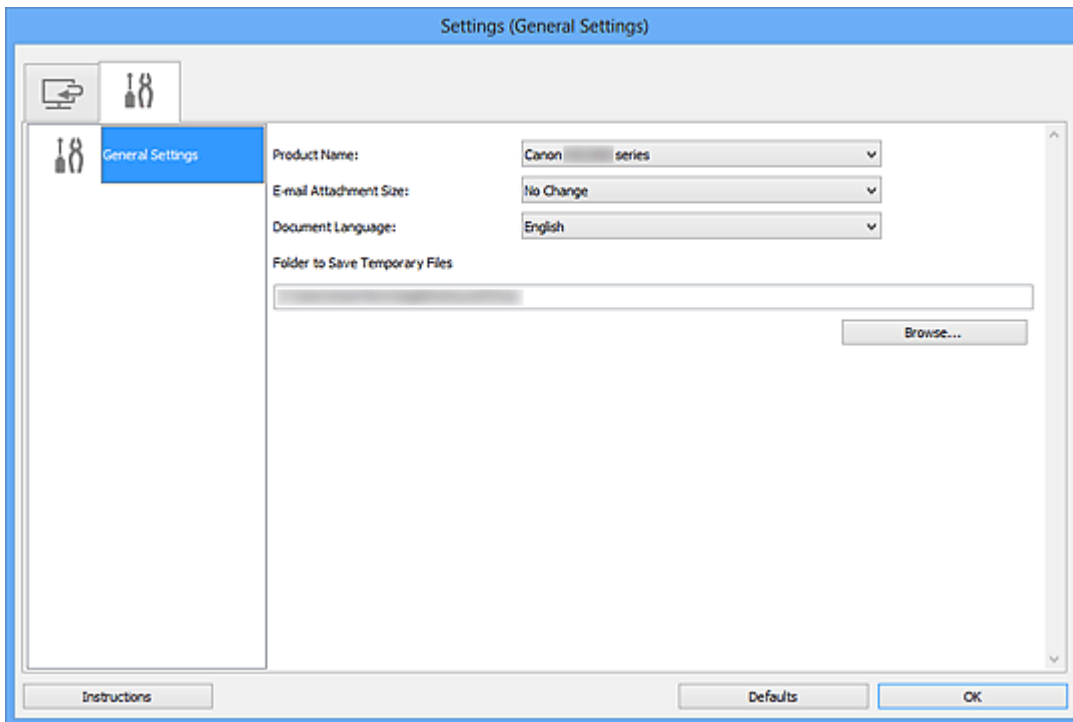 Settings (General Settings)
General Settings
Product Name:
Canon series
E-mail Attachment Size:
No Change
Document Language:
English
Folder to Save Temporary Files
Browse...
Instructions
Defaults
OK